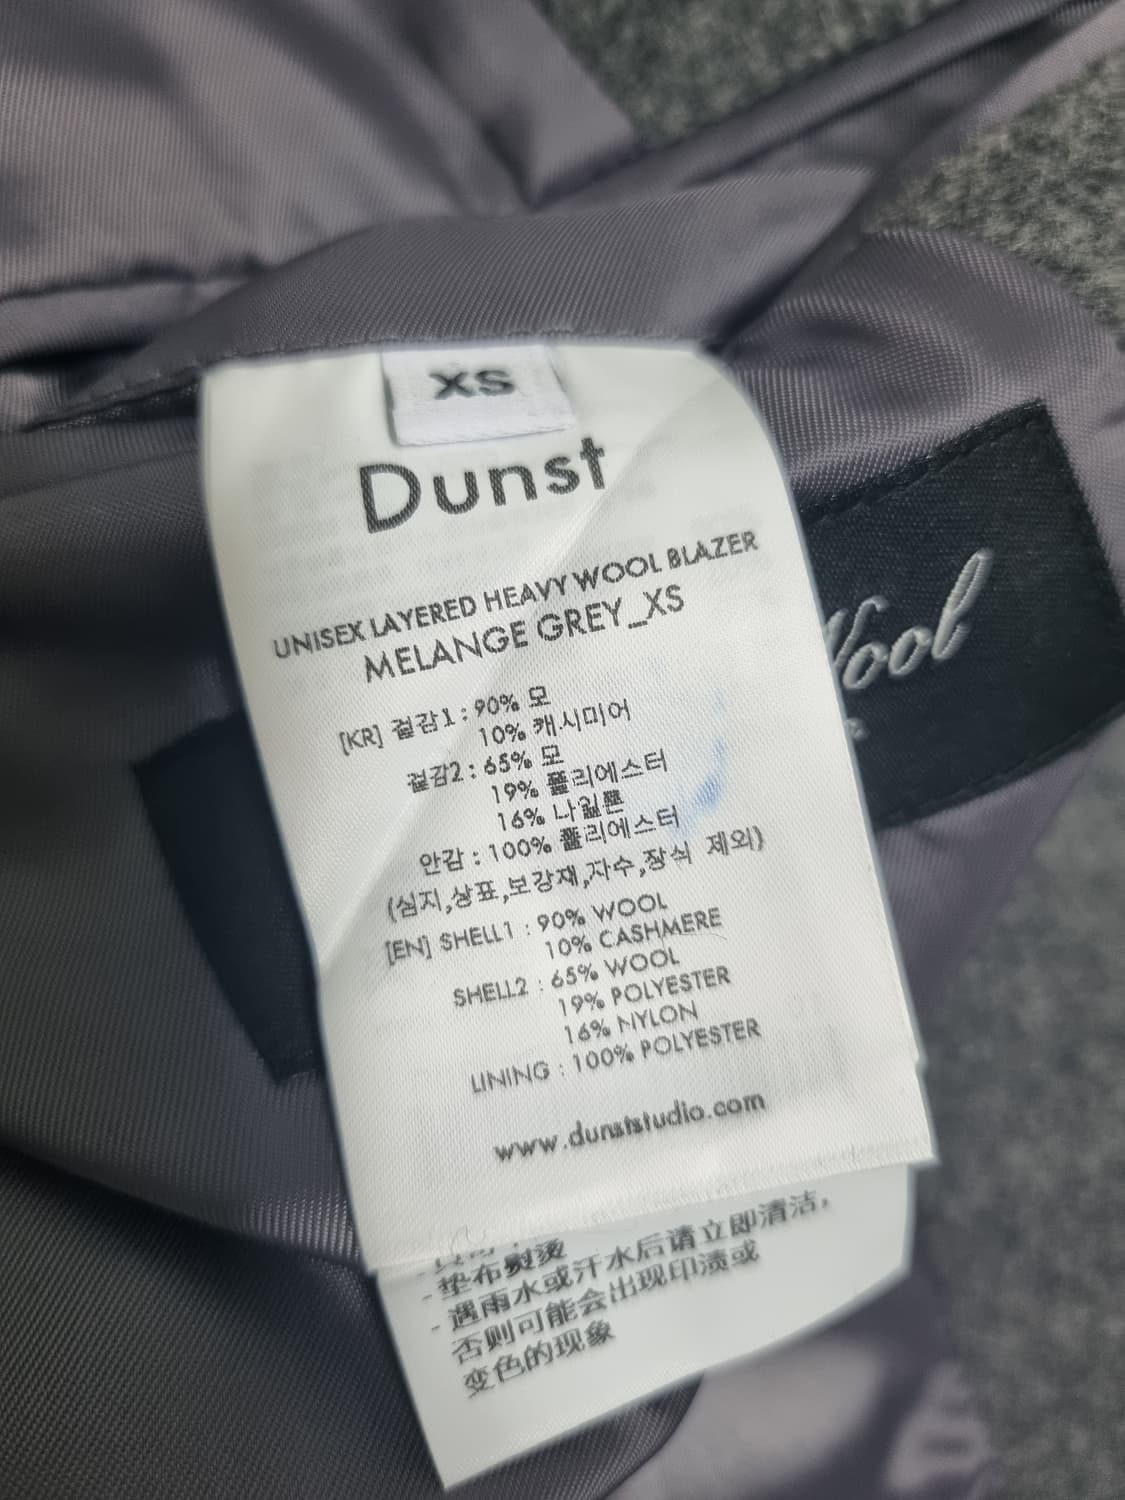 XS
Dunst
UNISEX LAYERED HEAVY WOOL BLAZER
MELANGE GREY_XS
[KR] 겉감1 : 90% 모
10% 캐시미어
겉감2 : 65% 모
19% 폴리에스터
16% 나일론
안감 : 100% 폴리에스터
(심지,상표,보강재,자수,장식 제외)
[EN] SHELL1 : 90% WOOL
10% CASHMERE
SHELL2 : 65% WOOL
19% POLYESTER
16% NYLON
LINING : 100% POLYESTER
www.dunststudio.com
- 垫布熨烫
- 遇雨水或汗水后请立即清洁，
否则可能会出现印渍或
变色的现象
Wool